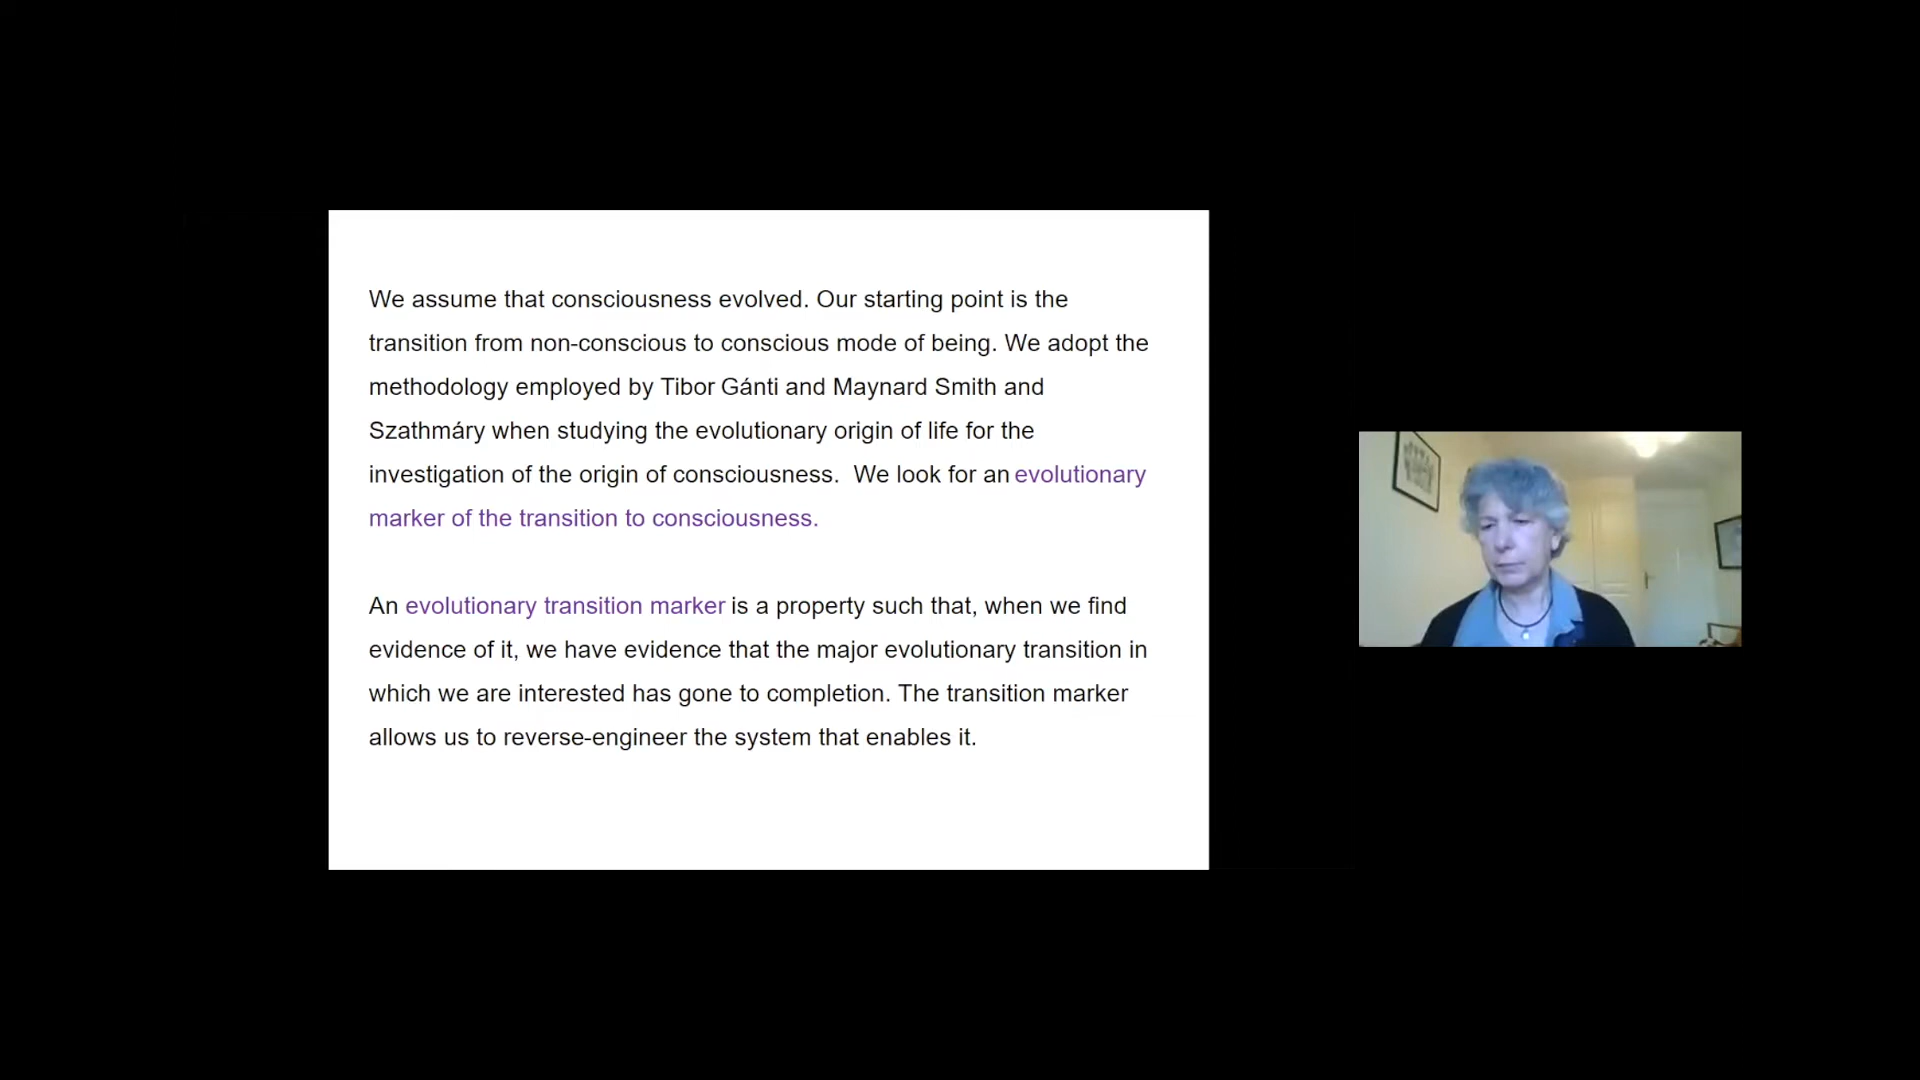 We assume that consciousness evolved. Our starting point is the
transition from non-conscious to conscious mode of being. We adopt the
methodology employed by Tibor Gánti and Maynard Smith and
Szathmáry when studying the evolutionary origin of life for the
investigation of the origin of consciousness. We look for an evolutionary
marker of the transition to consciousness.
An evolutionary transition marker is a property such that, when we find
evidence of it, we have evidence that the major evolutionary transition in
which we are interested has gone to completion. The transition marker
allows us to reverse-engineer the system that enables it.